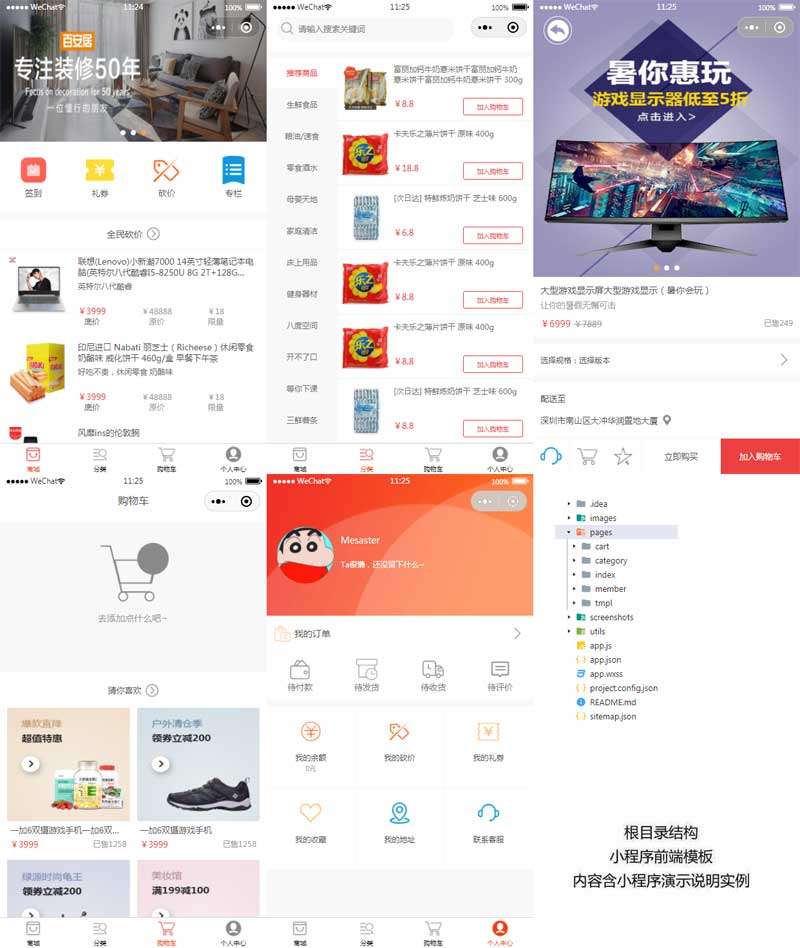 WeChat
11:24
100%
百安居
专注装修50年
Focus on decoration for 50 years
一位懂行的朋友
签到
礼券
砍价
专栏
全民砍价
联想(Lenovo)小新潮7000 14英寸轻薄笔记本电
脑(英特尔八代酷睿I5-8250U 8G 2T+128G...
英特尔八代酷睿
¥3999
¥48888
¥18
底价
原价
限量
印尼进口 Nabati 丽芝士（Richeese）休闲零食
奶酪味 威化饼干 460g/盒 早餐下午茶
好吃不贵，休闲零食 奶酪味
¥3999
¥48888
¥18
底价
原价
限量
风靡ins的伦敦腕
商城
分类
购物车
个人中心
WeChat
11:25
100%
请输入搜索关键词
推荐商品
生鲜食品
粮油/速食
零食酒水
母婴天地
家庭清洁
床上用品
健身器材
八度空间
开不了口
等你下课
三鲜薇条
富丽加钙牛奶薏米饼干富丽加钙牛奶
薏米饼干富丽加钙牛奶薏米饼干 300g
¥8.8
加入购物车
卡夫乐之薄片饼干 原味 400g
¥18.8
加入购物车
[次日达] 特鲜炼奶饼干 芝士味 600g
¥6.8
加入购物车
卡夫乐之薄片饼干 原味 400g
¥8.8
加入购物车
卡夫乐之薄片饼干 原味 400g
¥8.8
加入购物车
[次日达] 特鲜炼奶饼干 芝士味 600g
¥8.8
加入购物车
商城
分类
购物车
个人中心
WeChat
11:25
100%
暑你惠玩
游戏显示器低至5折
点击进入>
大型游戏显示屏大型游戏显示（暑你会玩）
让你的暑假无懈可击
¥6999 ¥7889
已售249
选择规格：选择版本
配送至
深圳市南山区大冲华润置地大厦
立即购买
加入购物车
WeChat
11:25
100%
购物车
去添加点什么吧~
猜你喜欢
爆款直降
超值特惠
一加6双摄游戏手机一加6双...
¥3999
已售1258
户外清仓季
领券立减200
一加6双摄游戏手机
¥3999
已售1258
绿源时尚电王
领券立减200
美妆馆
满199减100
商城
分类
购物车
个人中心
WeChat
11:25
100%
Mesaster
Ta很懒，还没留下什么~
我的订单
待付款
待发货
待收货
待评价
我的余额
0元
我的砍价
我的礼券
我的收藏
我的地址
联系客服
商城
分类
购物车
个人中心
.idea
images
pages
cart
category
index
member
tmpl
screenshots
utils
app.js
app.json
app.wxss
project.config.json
README.md
sitemap.json
根目录结构
小程序前端模板
内容含小程序演示说明实例